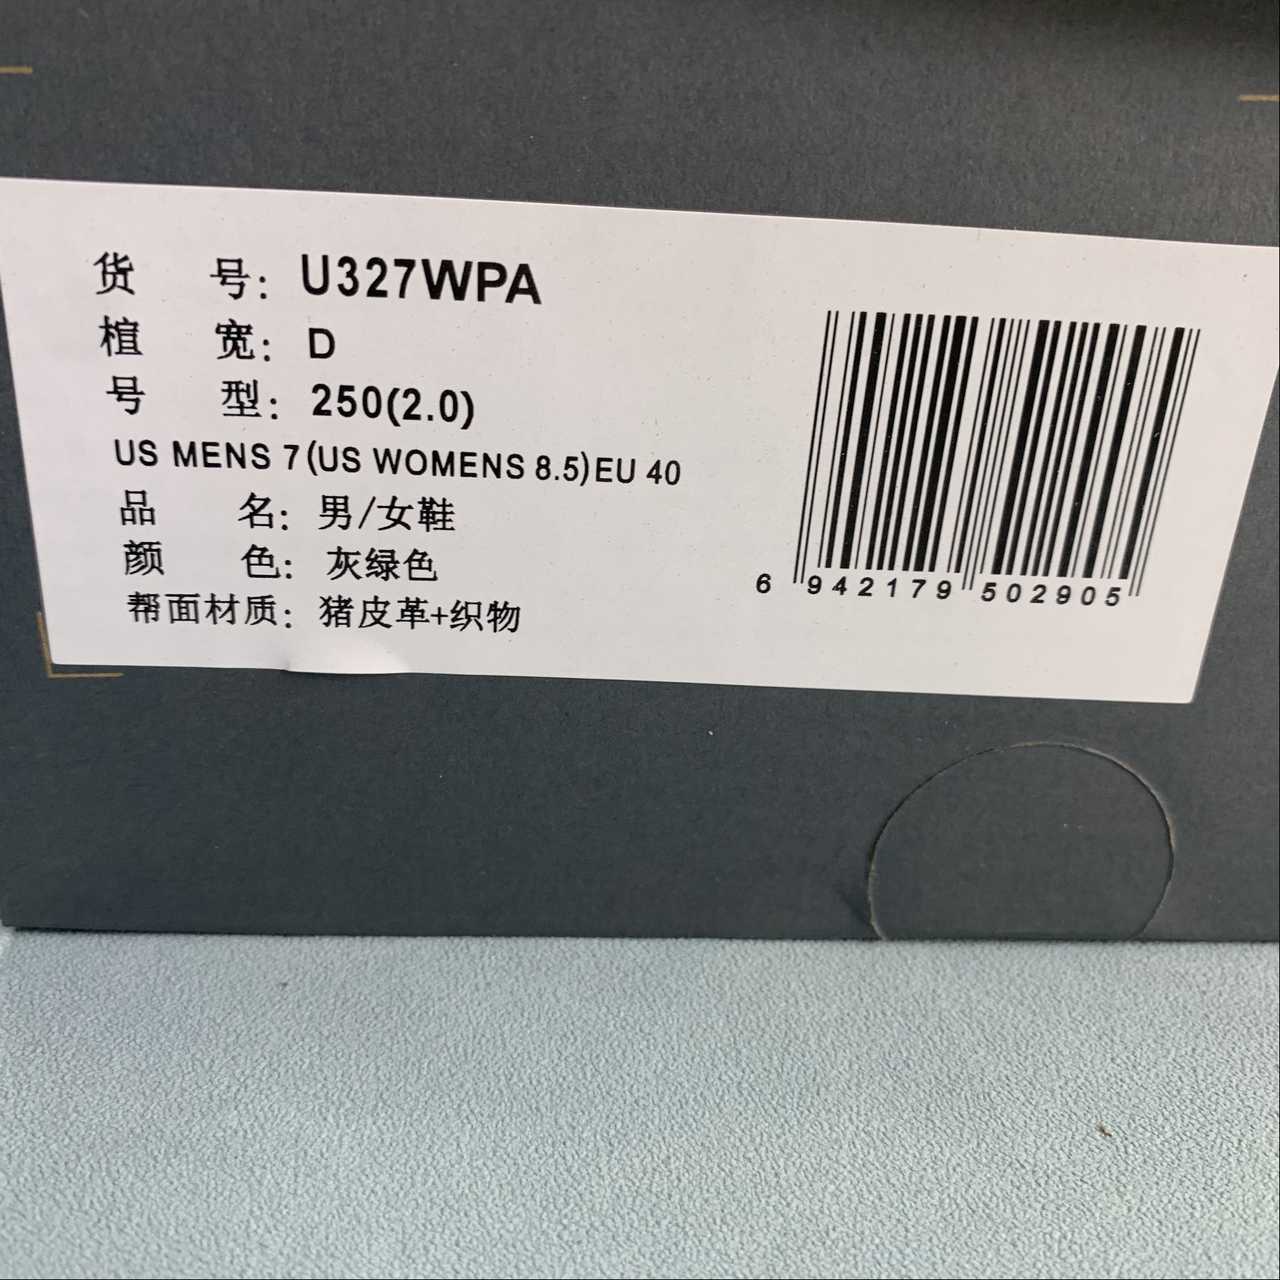 货 号: U327WPA
楦 宽: D
号 型: 250(2.0)
US MENS 7(US WOMENS 8.5)EU 40
品 名: 男/女鞋
颜 色: 灰绿色
帮面材质: 猪皮革+织物
6 942179 502905